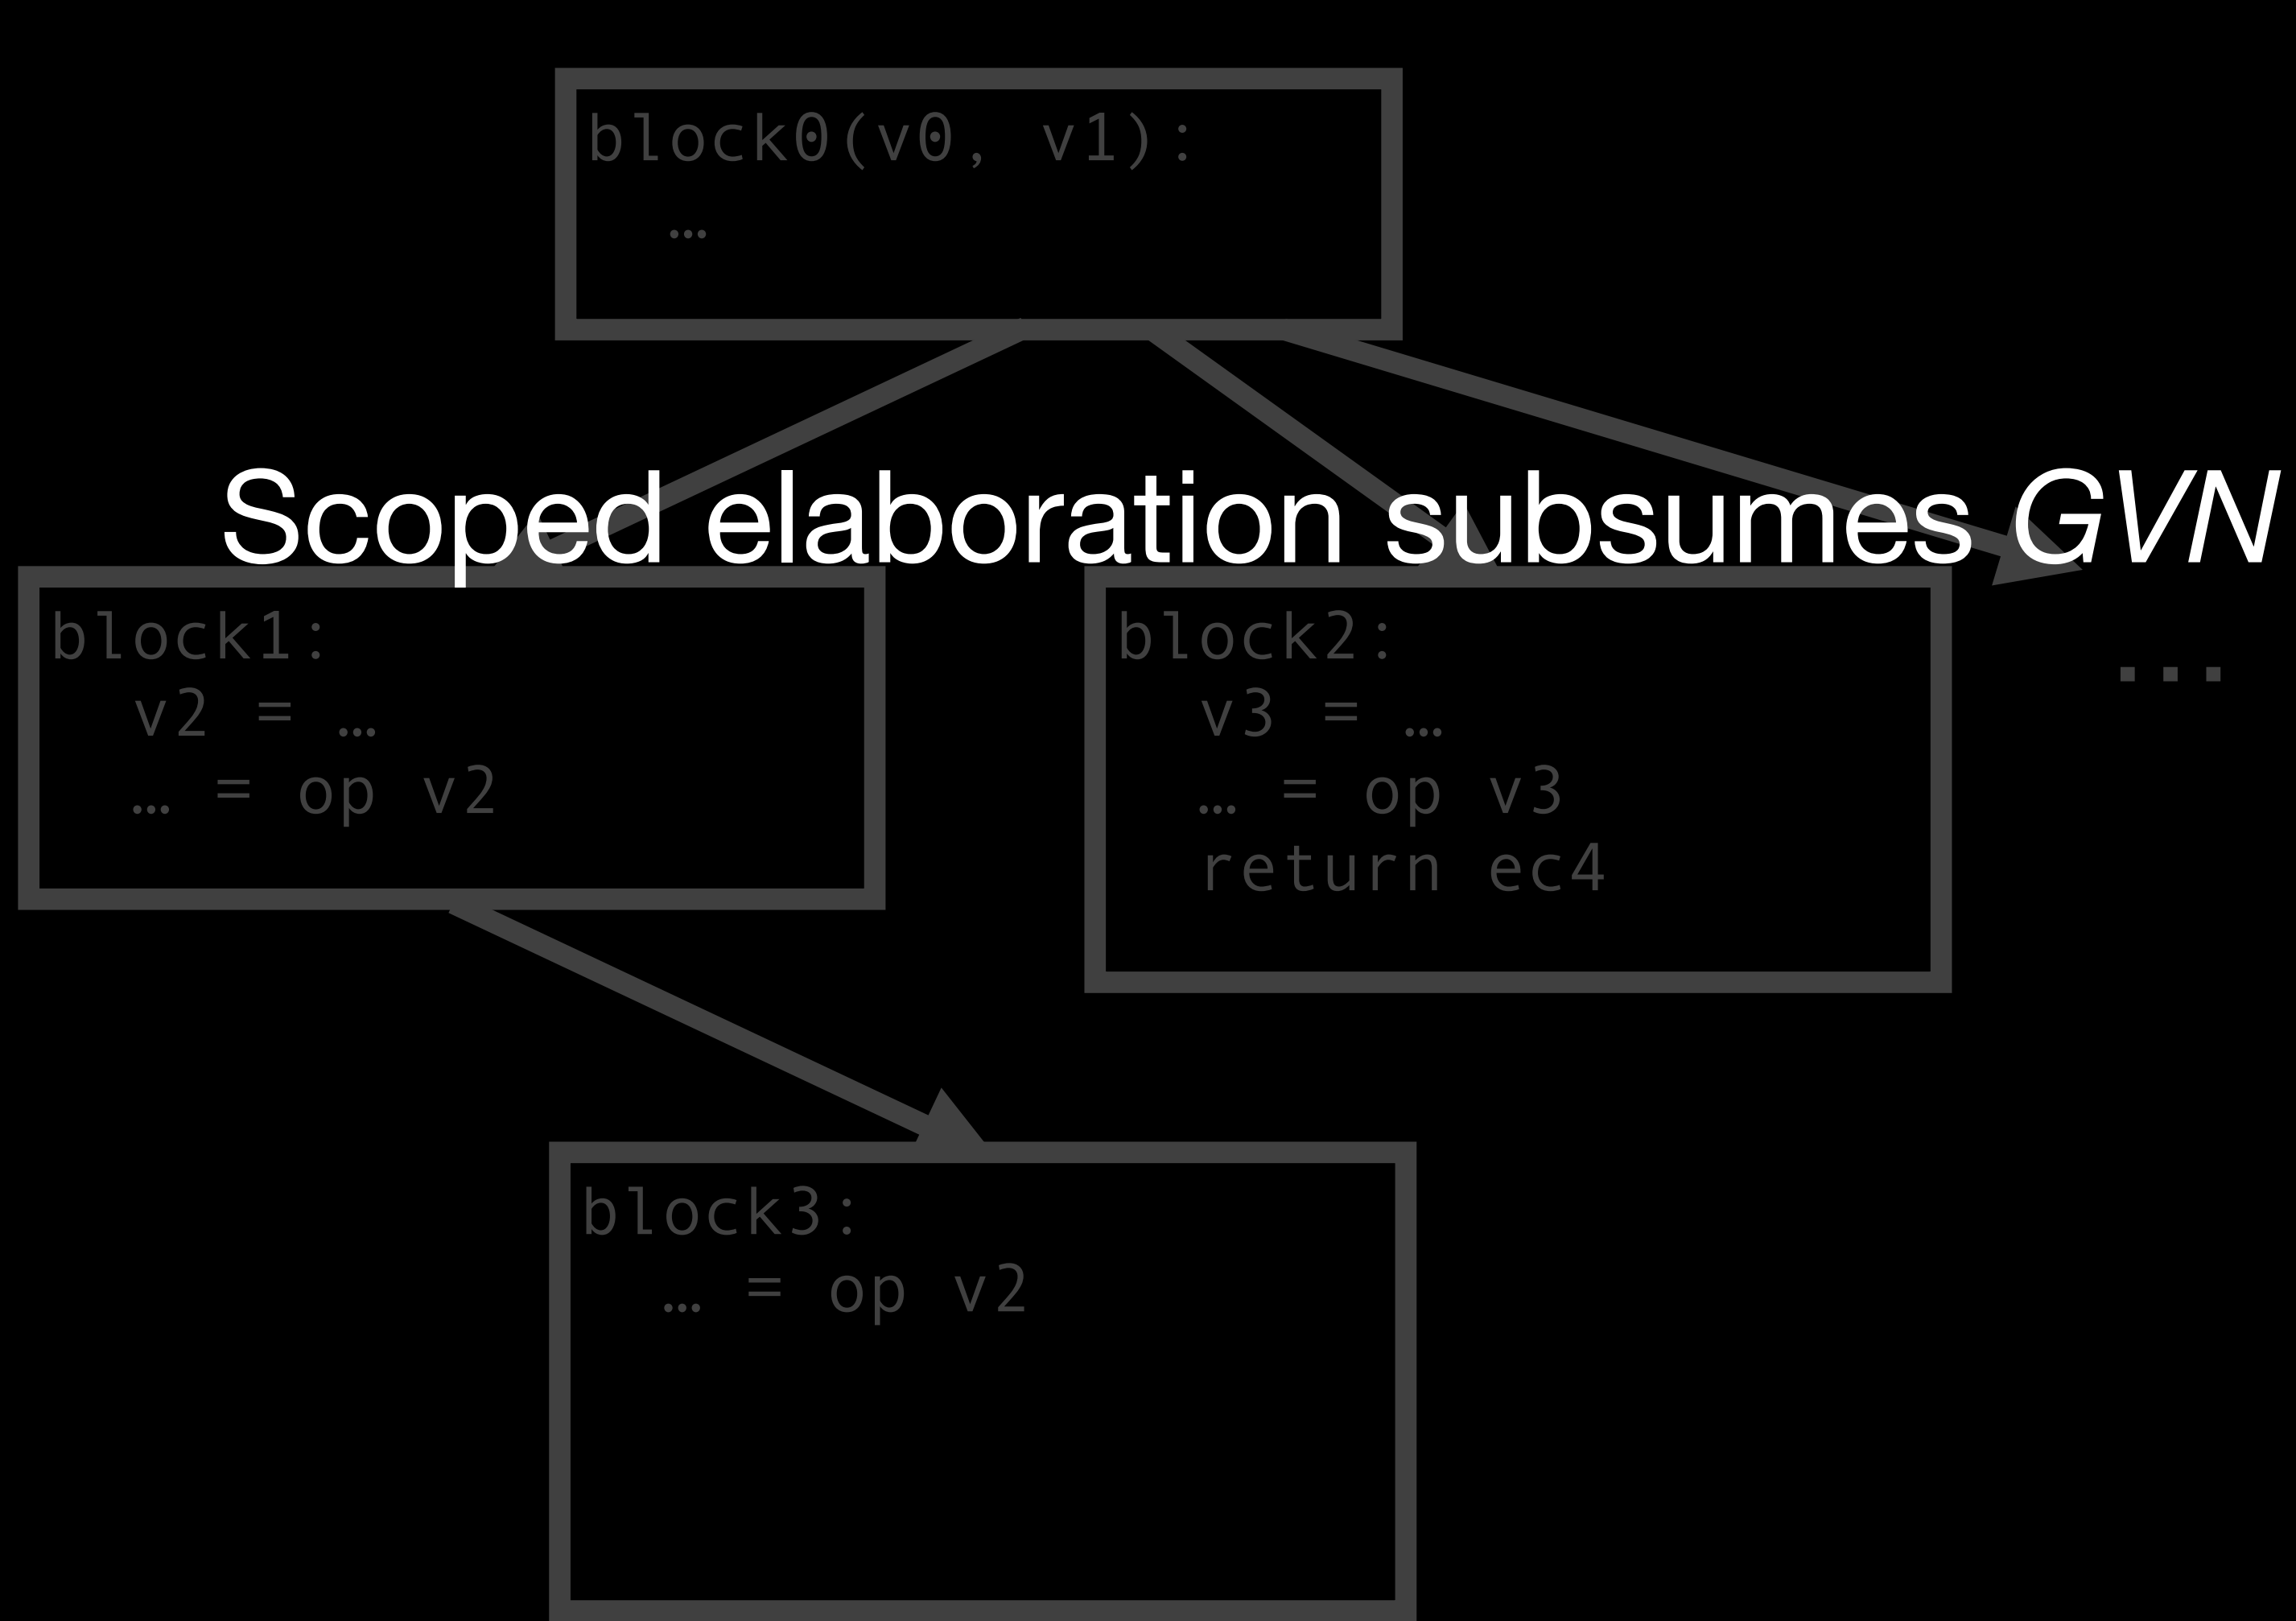 block0(v0, v1):
…
Scoped elaboration subsumes GVN
block1:
v2 = …
… = op v2
block2:
v3 = …
… = op v3
return ec4
...
block3:
… = op v2